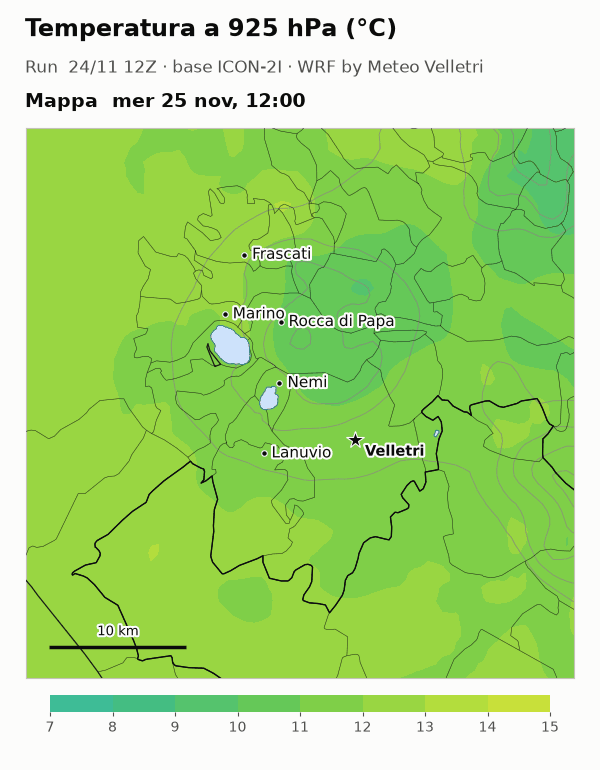 Temperatura a 925 hPa (°C)
Run  24/11 12Z · base ICON-2I · WRF by Meteo Velletri
Mappa  mer 25 nov, 12:00
Frascati
Marino
Rocca di Papa
Nemi
Velletri
Lanuvio
10 km
7 8 9 10 11 12 13 14 15